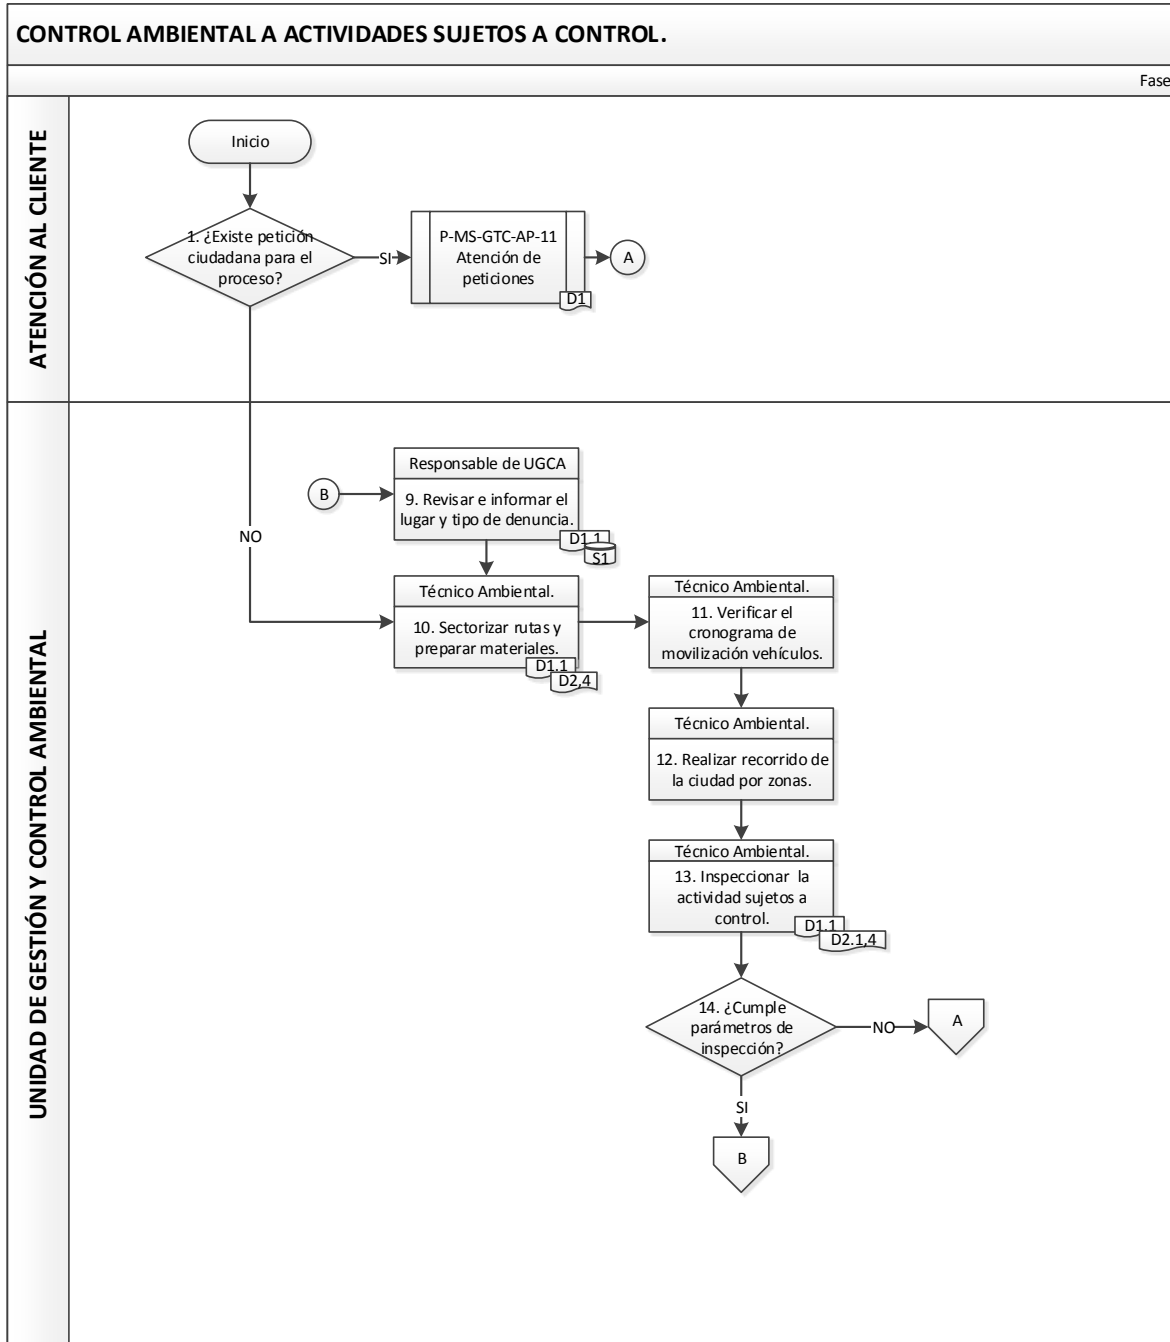 CONTROL AMBIENTAL A ACTIVIDADES SUJETOS A CONTROL.
Fase
ATENCIÓN AL CLIENTE
Inicio
1. ¿Existe petición
ciudadana para el
proceso?
SI
P-MS-GTC-AP-11
Atención de
peticiones
D1
A
NO
UNIDAD DE GESTIÓN Y CONTROL AMBIENTAL
B
Responsable de UGCA
9. Revisar e informar el
lugar y tipo de denuncia.
D1.1
S1
Técnico Ambiental.
10. Sectorizar rutas y
preparar materiales.
D1,1
D2,4
Técnico Ambiental.
11. Verificar el
cronograma de
movilización vehículos.
Técnico Ambiental.
12. Realizar recorrido de
la ciudad por zonas.
Técnico Ambiental.
13. Inspeccionar  la
actividad sujetos a
control.
D1.1
D2.1,4
14. ¿Cumple
parámetros de
inspección?
NO
A
SI
B